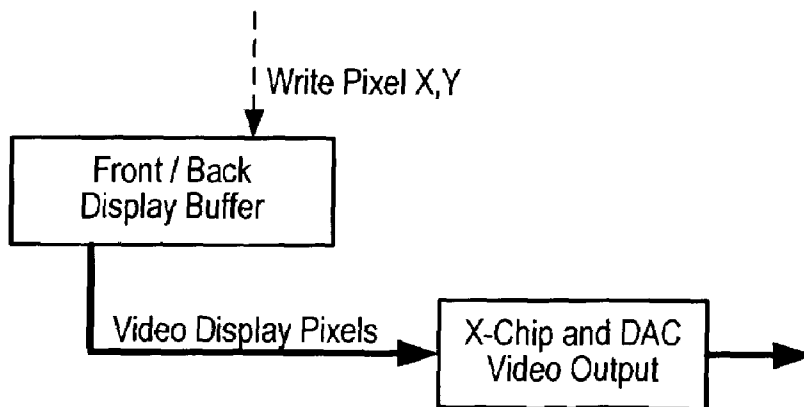 Write Pixel X,Y
Front / Back
Display Buffer
Video Display Pixels
X-Chip and DAC
Video Output